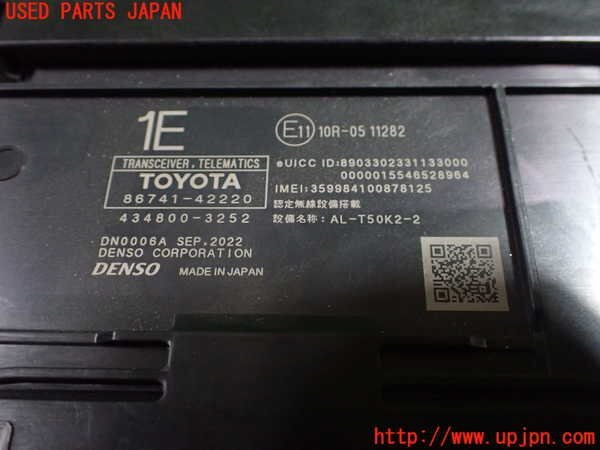 USED PARTS JAPAN
1E
E11 10R-05 11282
TRANSCEIVER, TELEMATICS
TOYOTA
86741-42220
434800-3252
eUICC ID:8903302331133000
0000015546528964
IMEI:359984100878125
認定無線設備搭載
設備名称: AL-T50K2-2
DN0006A SEP.2022
DENSO CORPORATION
DENSO MADE IN JAPAN
https://www.upjpn.com/